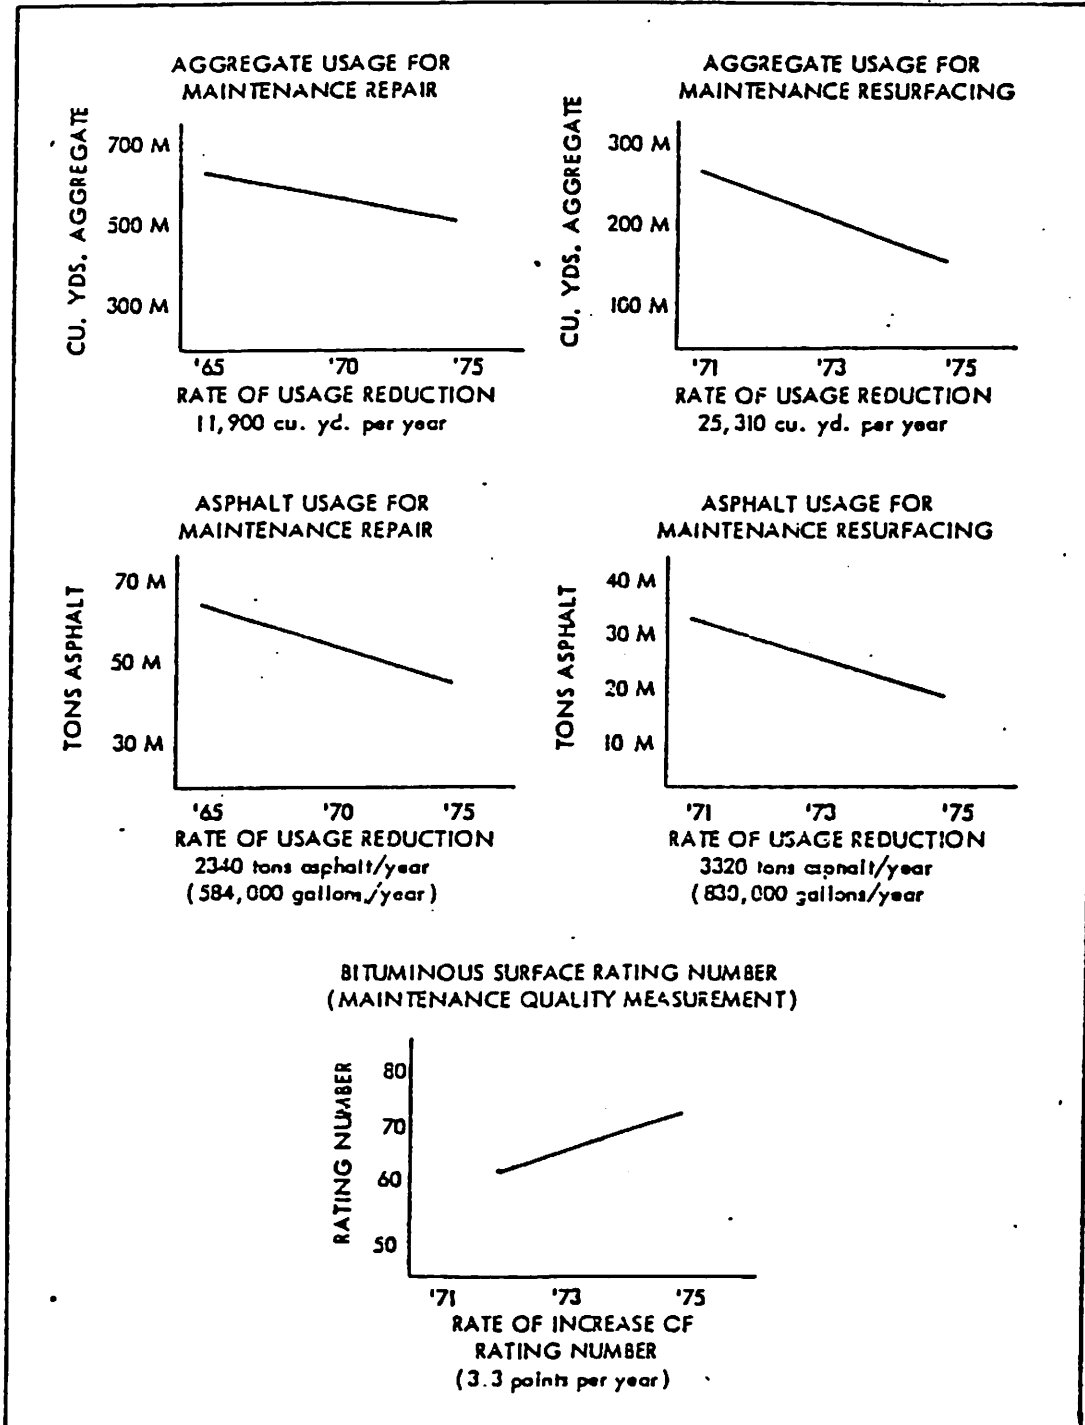 AGGREGATE USAGE FOR
MAINTENANCE REPAIR
CU. YDS. AGGREGATE
700 M
500 M
300 M
'65 '70 '75
RATE OF USAGE REDUCTION
11,900 cu. yd. per year
AGGREGATE USAGE FOR
MAINTENANCE RESURFACING
CU. YDS. AGGREGATE
300 M
200 M
100 M
'71 '73 '75
RATE OF USAGE REDUCTION
25,310 cu. yd. per year
ASPHALT USAGE FOR
MAINTENANCE REPAIR
TONS ASPHALT
70 M
50 M
30 M
'65 '70 '75
RATE OF USAGE REDUCTION
2340 tons asphalt/year
(584,000 gallons/year)
ASPHALT USAGE FOR
MAINTENANCE RESURFACING
TONS ASPHALT
40 M
30 M
20 M
10 M
'71 '73 '75
RATE OF USAGE REDUCTION
3320 tons asphalt/year
(830,000 gallons/year
BITUMINOUS SURFACE RATING NUMBER
(MAINTENANCE QUALITY MEASUREMENT)
RATING NUMBER
80
70
60
50
'71 '73 '75
RATE OF INCREASE OF
RATING NUMBER
(3.3 points per year)